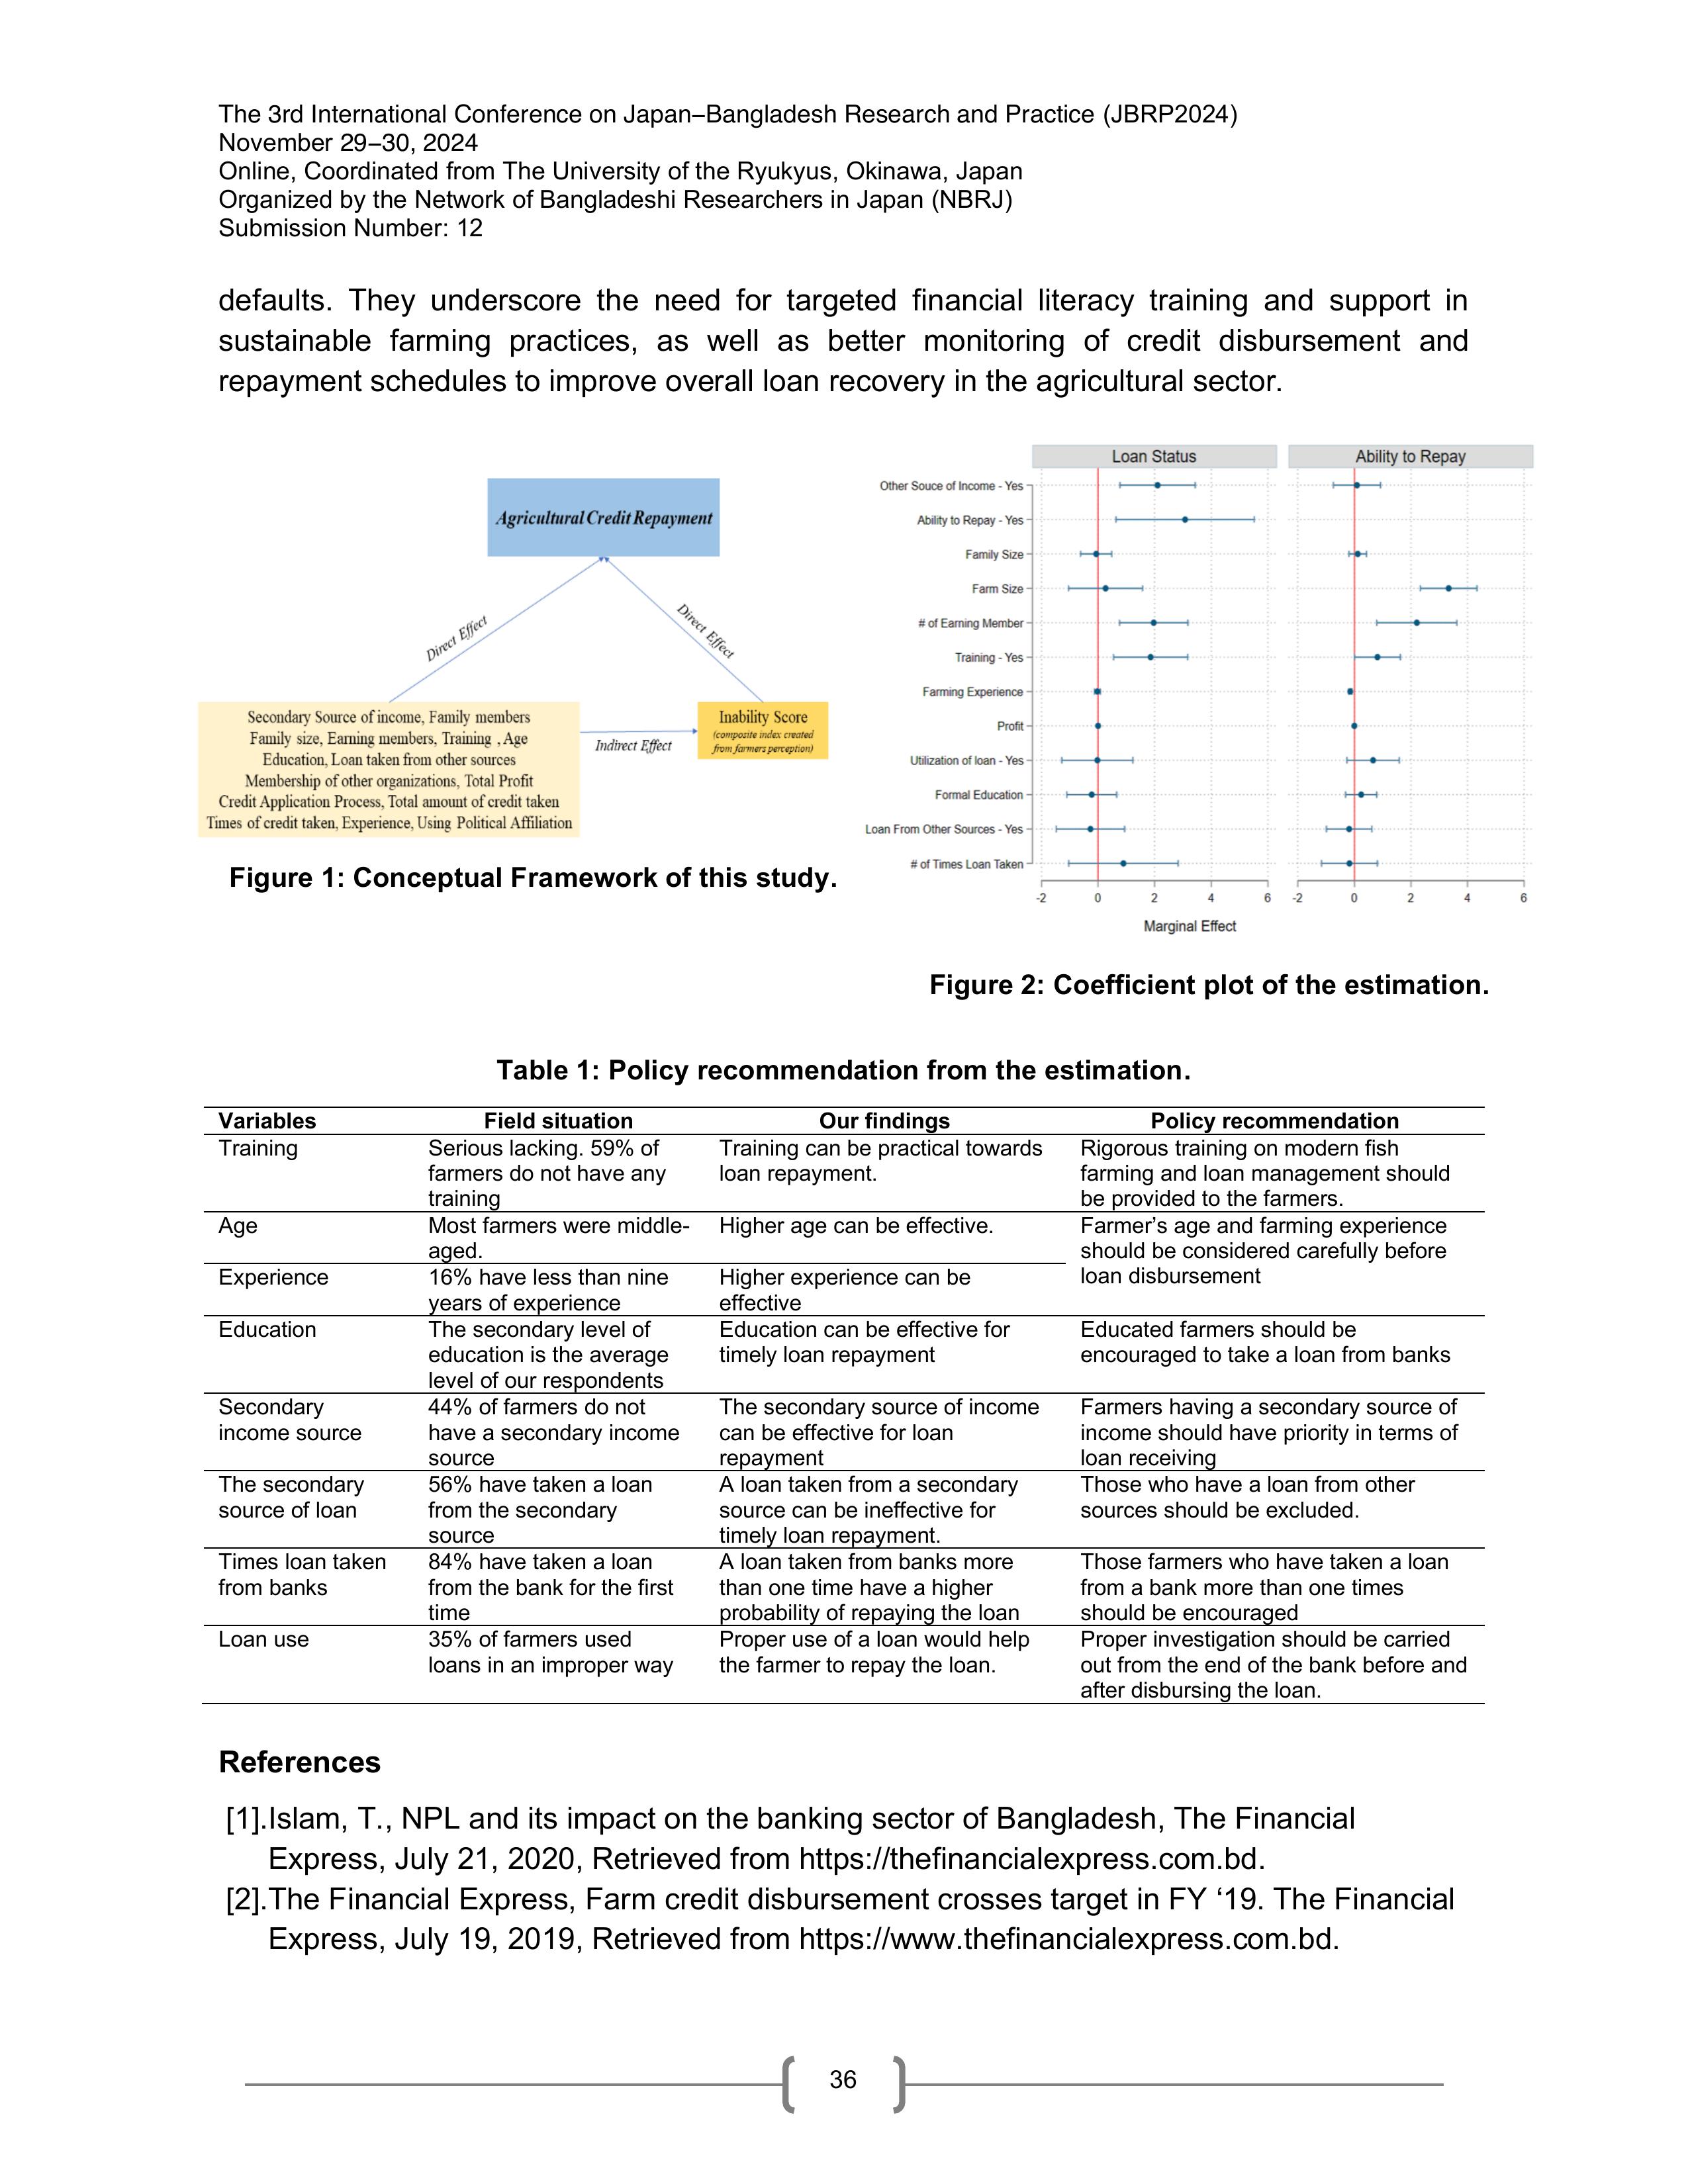 The 3rd International Conference on Japan–Bangladesh Research and Practice (JBRP2024)
November 29–30, 2024
Online, Coordinated from The University of the Ryukyus, Okinawa, Japan
Organized by the Network of Bangladeshi Researchers in Japan (NBRJ)
Submission Number: 12
defaults. They underscore the need for targeted financial literacy training and support in
sustainable farming practices, as well as better monitoring of credit disbursement and
repayment schedules to improve overall loan recovery in the agricultural sector.
Agricultural Credit Repayment
Direct Effect
Direct Effect
Secondary Source of income, Family members
Family size, Earning members, Training , Age
Education, Loan taken from other sources
Membership of other organizations, Total Profit
Credit Application Process, Total amount of credit taken
Times of credit taken, Experience, Using Political Affiliation
Indirect Effect
Inability Score
(composite index created
from farmers perception)
Figure 1: Conceptual Framework of this study.
Loan Status
Ability to Repay
Other Souce of Income - Yes
Ability to Repay - Yes
Family Size
Farm Size
# of Earning Member
Training - Yes
Farming Experience
Profit
Utilization of loan - Yes
Formal Education
Loan From Other Sources - Yes
# of Times Loan Taken
-2 0 2 4 6 -2 0 2 4 6
Marginal Effect
Figure 2: Coefficient plot of the estimation.
Table 1: Policy recommendation from the estimation.
Variables Field situation Our findings Policy recommendation
Training Serious lacking. 59% of Training can be practical towards Rigorous training on modern fish
farmers do not have any loan repayment. farming and loan management should
training be provided to the farmers.
Age Most farmers were middle- Higher age can be effective. Farmer’s age and farming experience
aged. should be considered carefully before
Experience 16% have less than nine Higher experience can be loan disbursement
years of experience effective
Education The secondary level of Education can be effective for Educated farmers should be
education is the average timely loan repayment encouraged to take a loan from banks
level of our respondents
Secondary 44% of farmers do not The secondary source of income Farmers having a secondary source of
income source have a secondary income can be effective for loan income should have priority in terms of
source repayment loan receiving
The secondary 56% have taken a loan A loan taken from a secondary Those who have a loan from other
source of loan from the secondary source can be ineffective for sources should be excluded.
source timely loan repayment.
Times loan taken 84% have taken a loan A loan taken from banks more Those farmers who have taken a loan
from banks from the bank for the first than one time have a higher from a bank more than one times
time probability of repaying the loan should be encouraged
Loan use 35% of farmers used Proper use of a loan would help Proper investigation should be carried
loans in an improper way the farmer to repay the loan. out from the end of the bank before and
after disbursing the loan.
References
[1].Islam, T., NPL and its impact on the banking sector of Bangladesh, The Financial
Express, July 21, 2020, Retrieved from https://thefinancialexpress.com.bd.
[2].The Financial Express, Farm credit disbursement crosses target in FY ‘19. The Financial
Express, July 19, 2019, Retrieved from https://www.thefinancialexpress.com.bd.
36